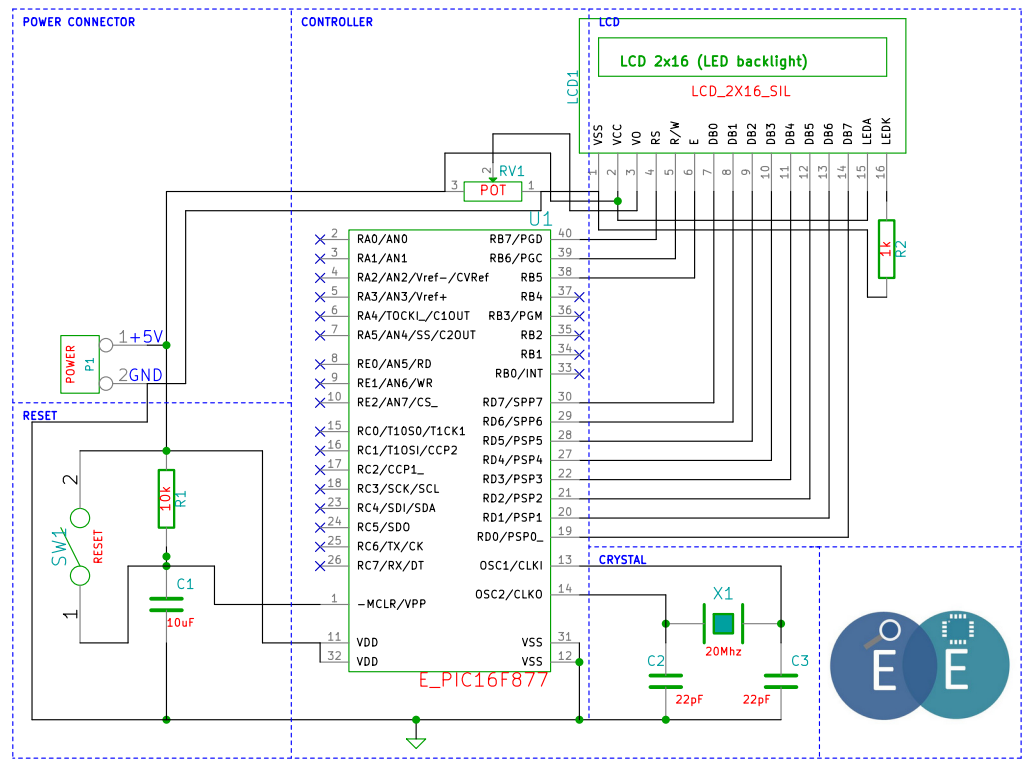 POWER CONNECTOR
CONTROLLER
LCD
LCD 2x16 (LED backlight)
LCD1
LCD_2X16_SIL
VSS
VCC
VO
RS
R/W
E
DB0
DB1
DB2
DB3
DB4
DB5
DB6
DB7
LEDA
LEDK
1
2
3
4
5
6
7
8
9
10
11
12
13
14
15
16
2
RV1
3
POT
1
U1
1k
R2
2 RA0/AN0
3 RA1/AN1
4 RA2/AN2/Vref-/CVRef
5 RA3/AN3/Vref+
6 RA4/TOCKI_/C1OUT
7 RA5/AN4/SS/C2OUT
8 RE0/AN5/RD
9 RE1/AN6/WR
10 RE2/AN7/CS_
15 RC0/T1OSO/T1CK1
16 RC1/T1OSI/CCP2
17 RC2/CCP1_
18 RC3/SCK/SCL
23 RC4/SDI/SDA
24 RC5/SDO
25 RC6/TX/CK
26 RC7/RX/DT
1 -MCLR/VPP
11 VDD
32 VDD
RB7/PGD 40
RB6/PGC 39
RB5 38
RB4 37
RB3/PGM 36
RB2 35
RB1 34
RB0/INT 33
RD7/SPP7 30
RD6/SPP6 29
RD5/PSP5 28
RD4/PSP4 27
RD3/PSP3 22
RD2/PSP2 21
RD1/PSP1 20
RD0/PSP0_ 19
OSC1/CLKI 13
OSC2/CLKO 14
VSS 31
VSS 12
E_PIC16F877
POWER
P1
1 +5V
2 GND
RESET
2
10k
R1
SW1
RESET
1
C1
10uF
CRYSTAL
X1
20Mhz
C2
22pF
C3
22pF
E E